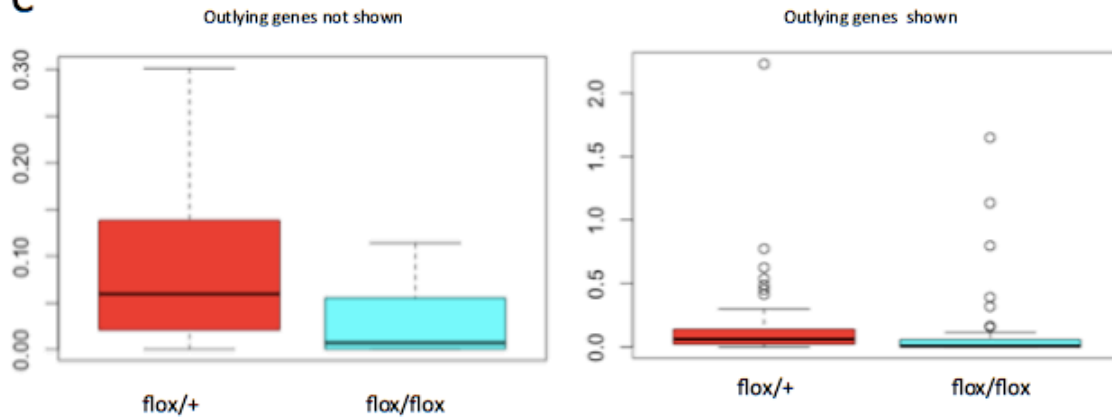 C
Outlying genes not shown
0.30
0.20
0.10
0.00
flox/+
flox/flox
Outlying genes shown
2.0
1.5
1.0
0.5
0.0
flox/+
flox/flox